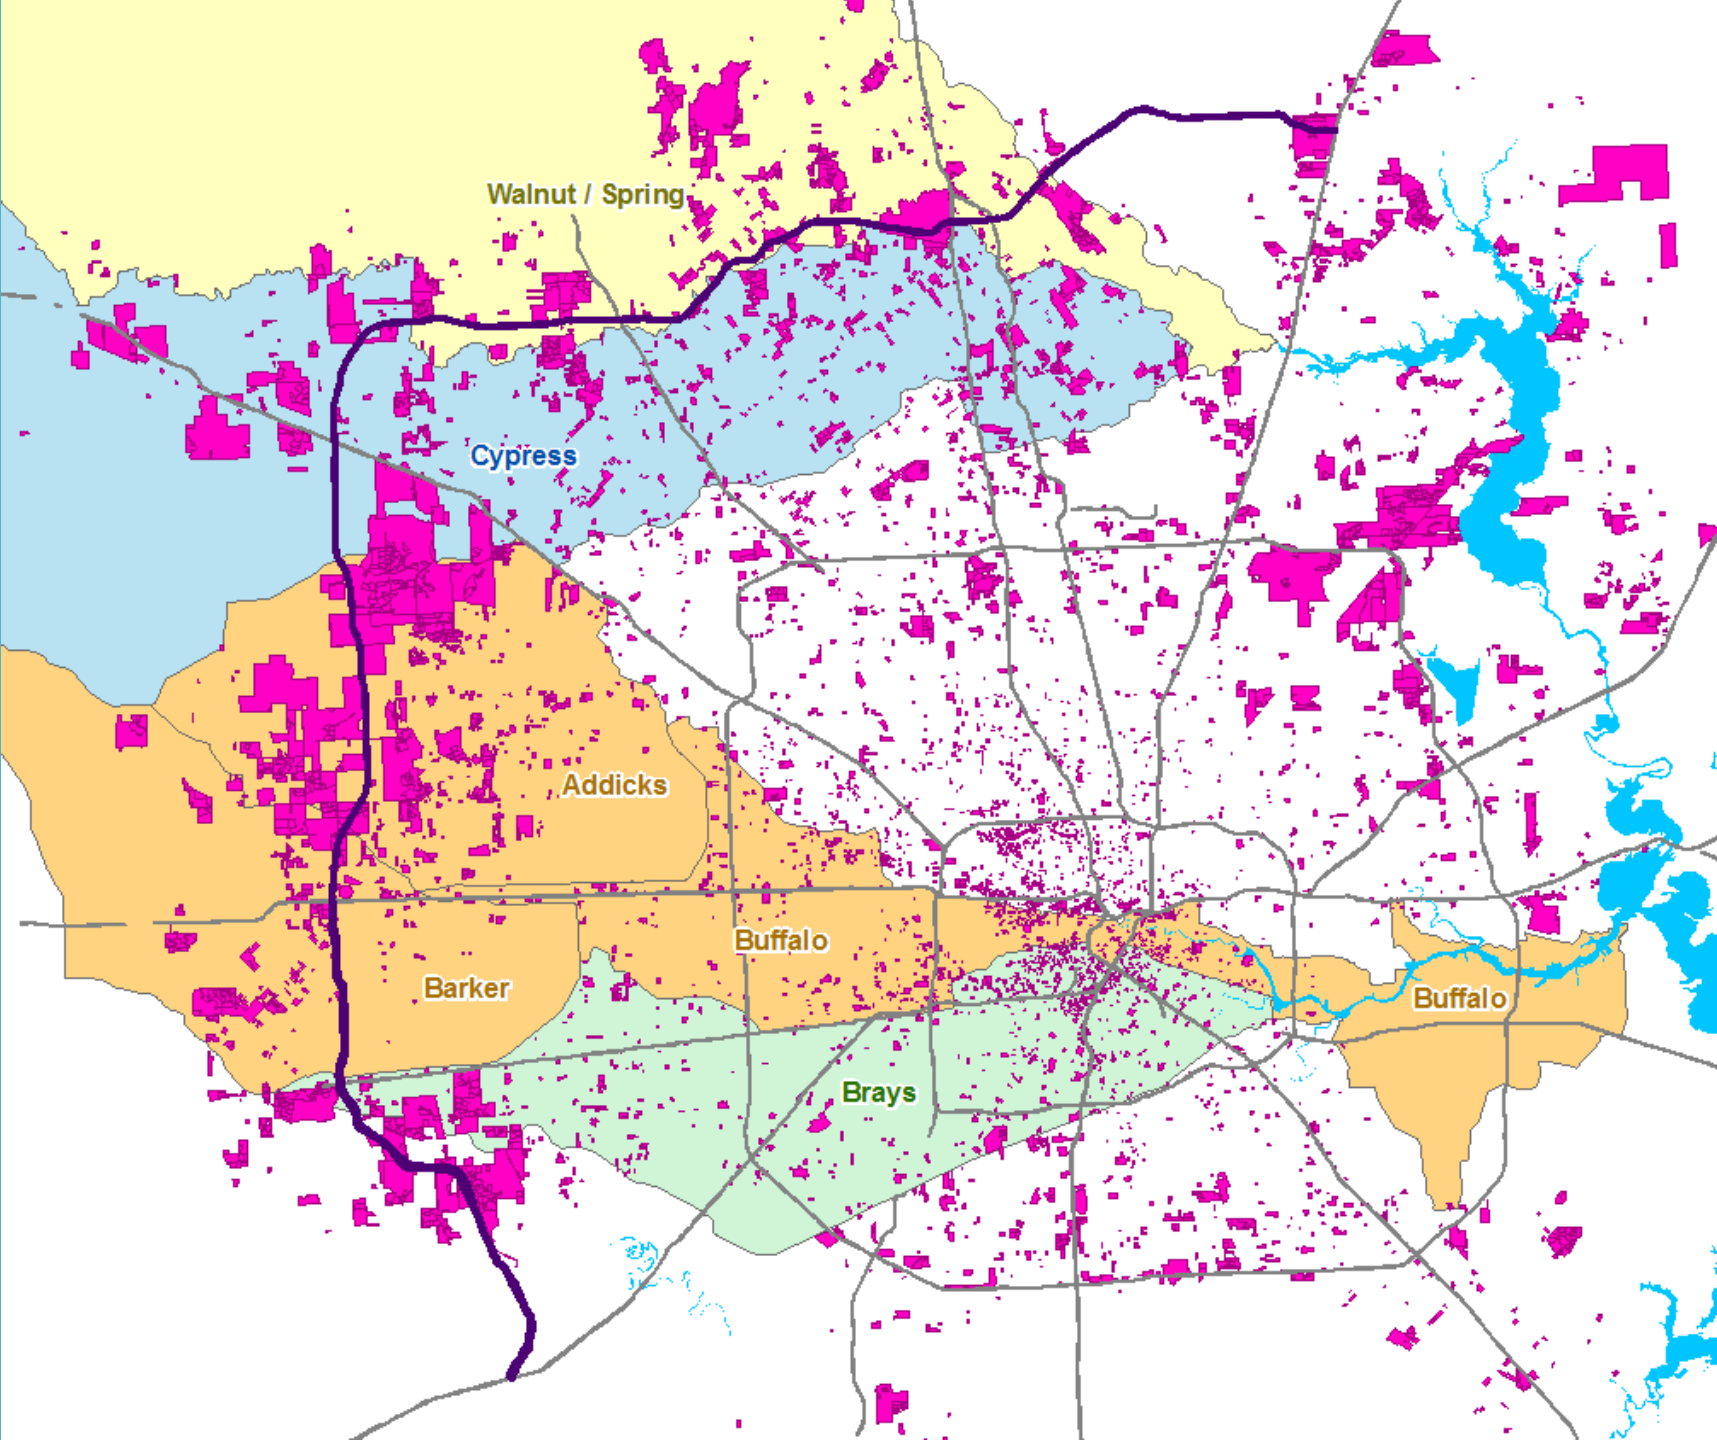 Walnut / Spring
Cypress
Addicks
Buffalo
Barker
Buffalo
Brays